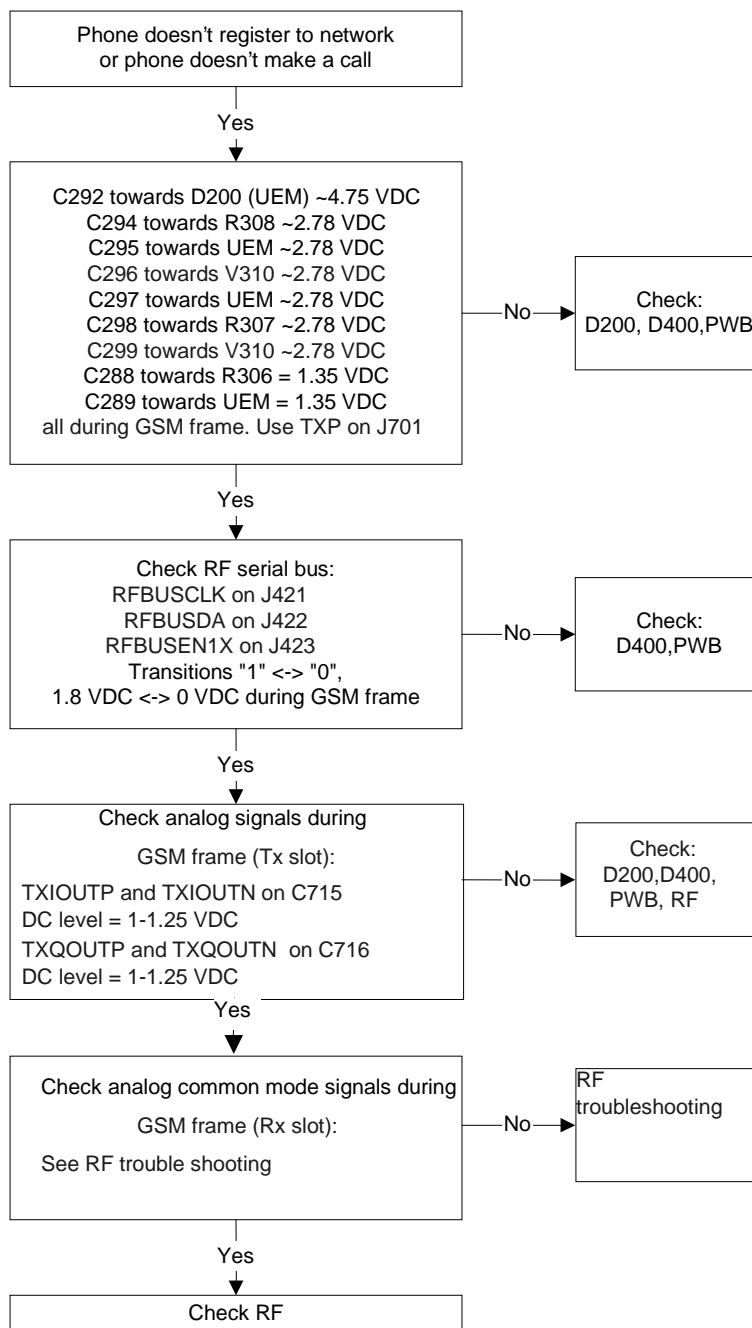 Phone doesn't register to network
or phone doesn't make a call
Yes
C292 towards D200 (UEM) ~4.75 VDC
C294 towards R308 ~2.78 VDC
C295 towards UEM ~2.78 VDC
C296 towards V310 ~2.78 VDC
C297 towards UEM ~2.78 VDC
C298 towards R307 ~2.78 VDC
C299 towards V310 ~2.78 VDC
C288 towards R306 = 1.35 VDC
C289 towards UEM = 1.35 VDC
all during GSM frame. Use TXP on J701
No
Check:
D200, D400,PWB
Yes
Check RF serial bus:
RFBUSCLK on J421
RFBUSDA on J422
RFBUSEN1X on J423
Transitions "1" <-> "0",
1.8 VDC <-> 0 VDC during GSM frame
No
Check:
D400,PWB
Yes
Check analog signals during
GSM frame (Tx slot):
TXIOUTP and TXIOUTN on C715
DC level = 1-1.25 VDC
TXQOUTP and TXQOUTN on C716
DC level = 1-1.25 VDC
No
Check:
D200,D400,
PWB, RF
Yes
Check analog common mode signals during
GSM frame (Rx slot):
See RF trouble shooting
No
RF
troubleshooting
Yes
Check RF